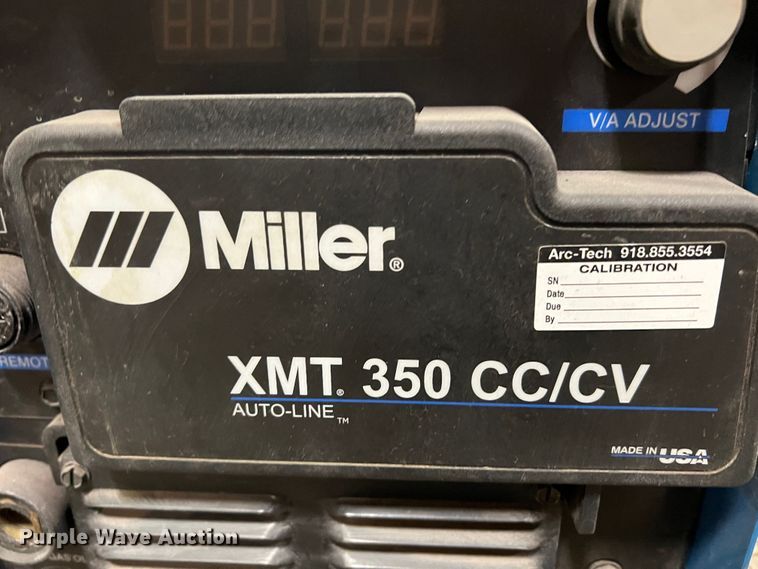 V/A ADJUST
Miller®
Arc-Tech 918.855.3554
CALIBRATION
SN
Date
Due
By
REMOT
XMT® 350 CC/CV
AUTO-LINE™
MADE IN USA
Purple Wave Auction